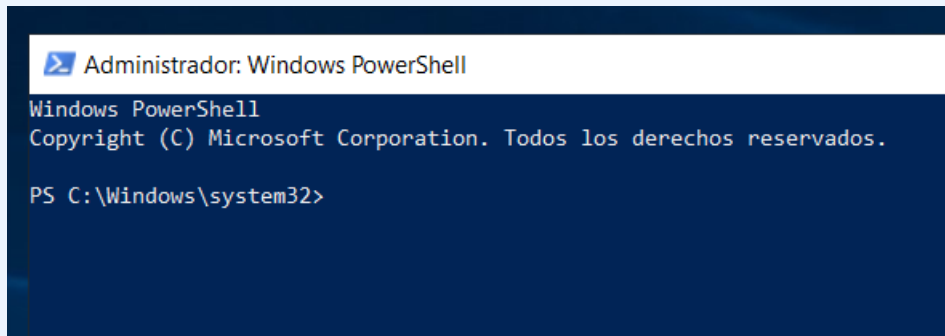 Administrador: Windows PowerShell
Windows PowerShell
Copyright (C) Microsoft Corporation. Todos los derechos reservados.
PS C:\Windows\system32>